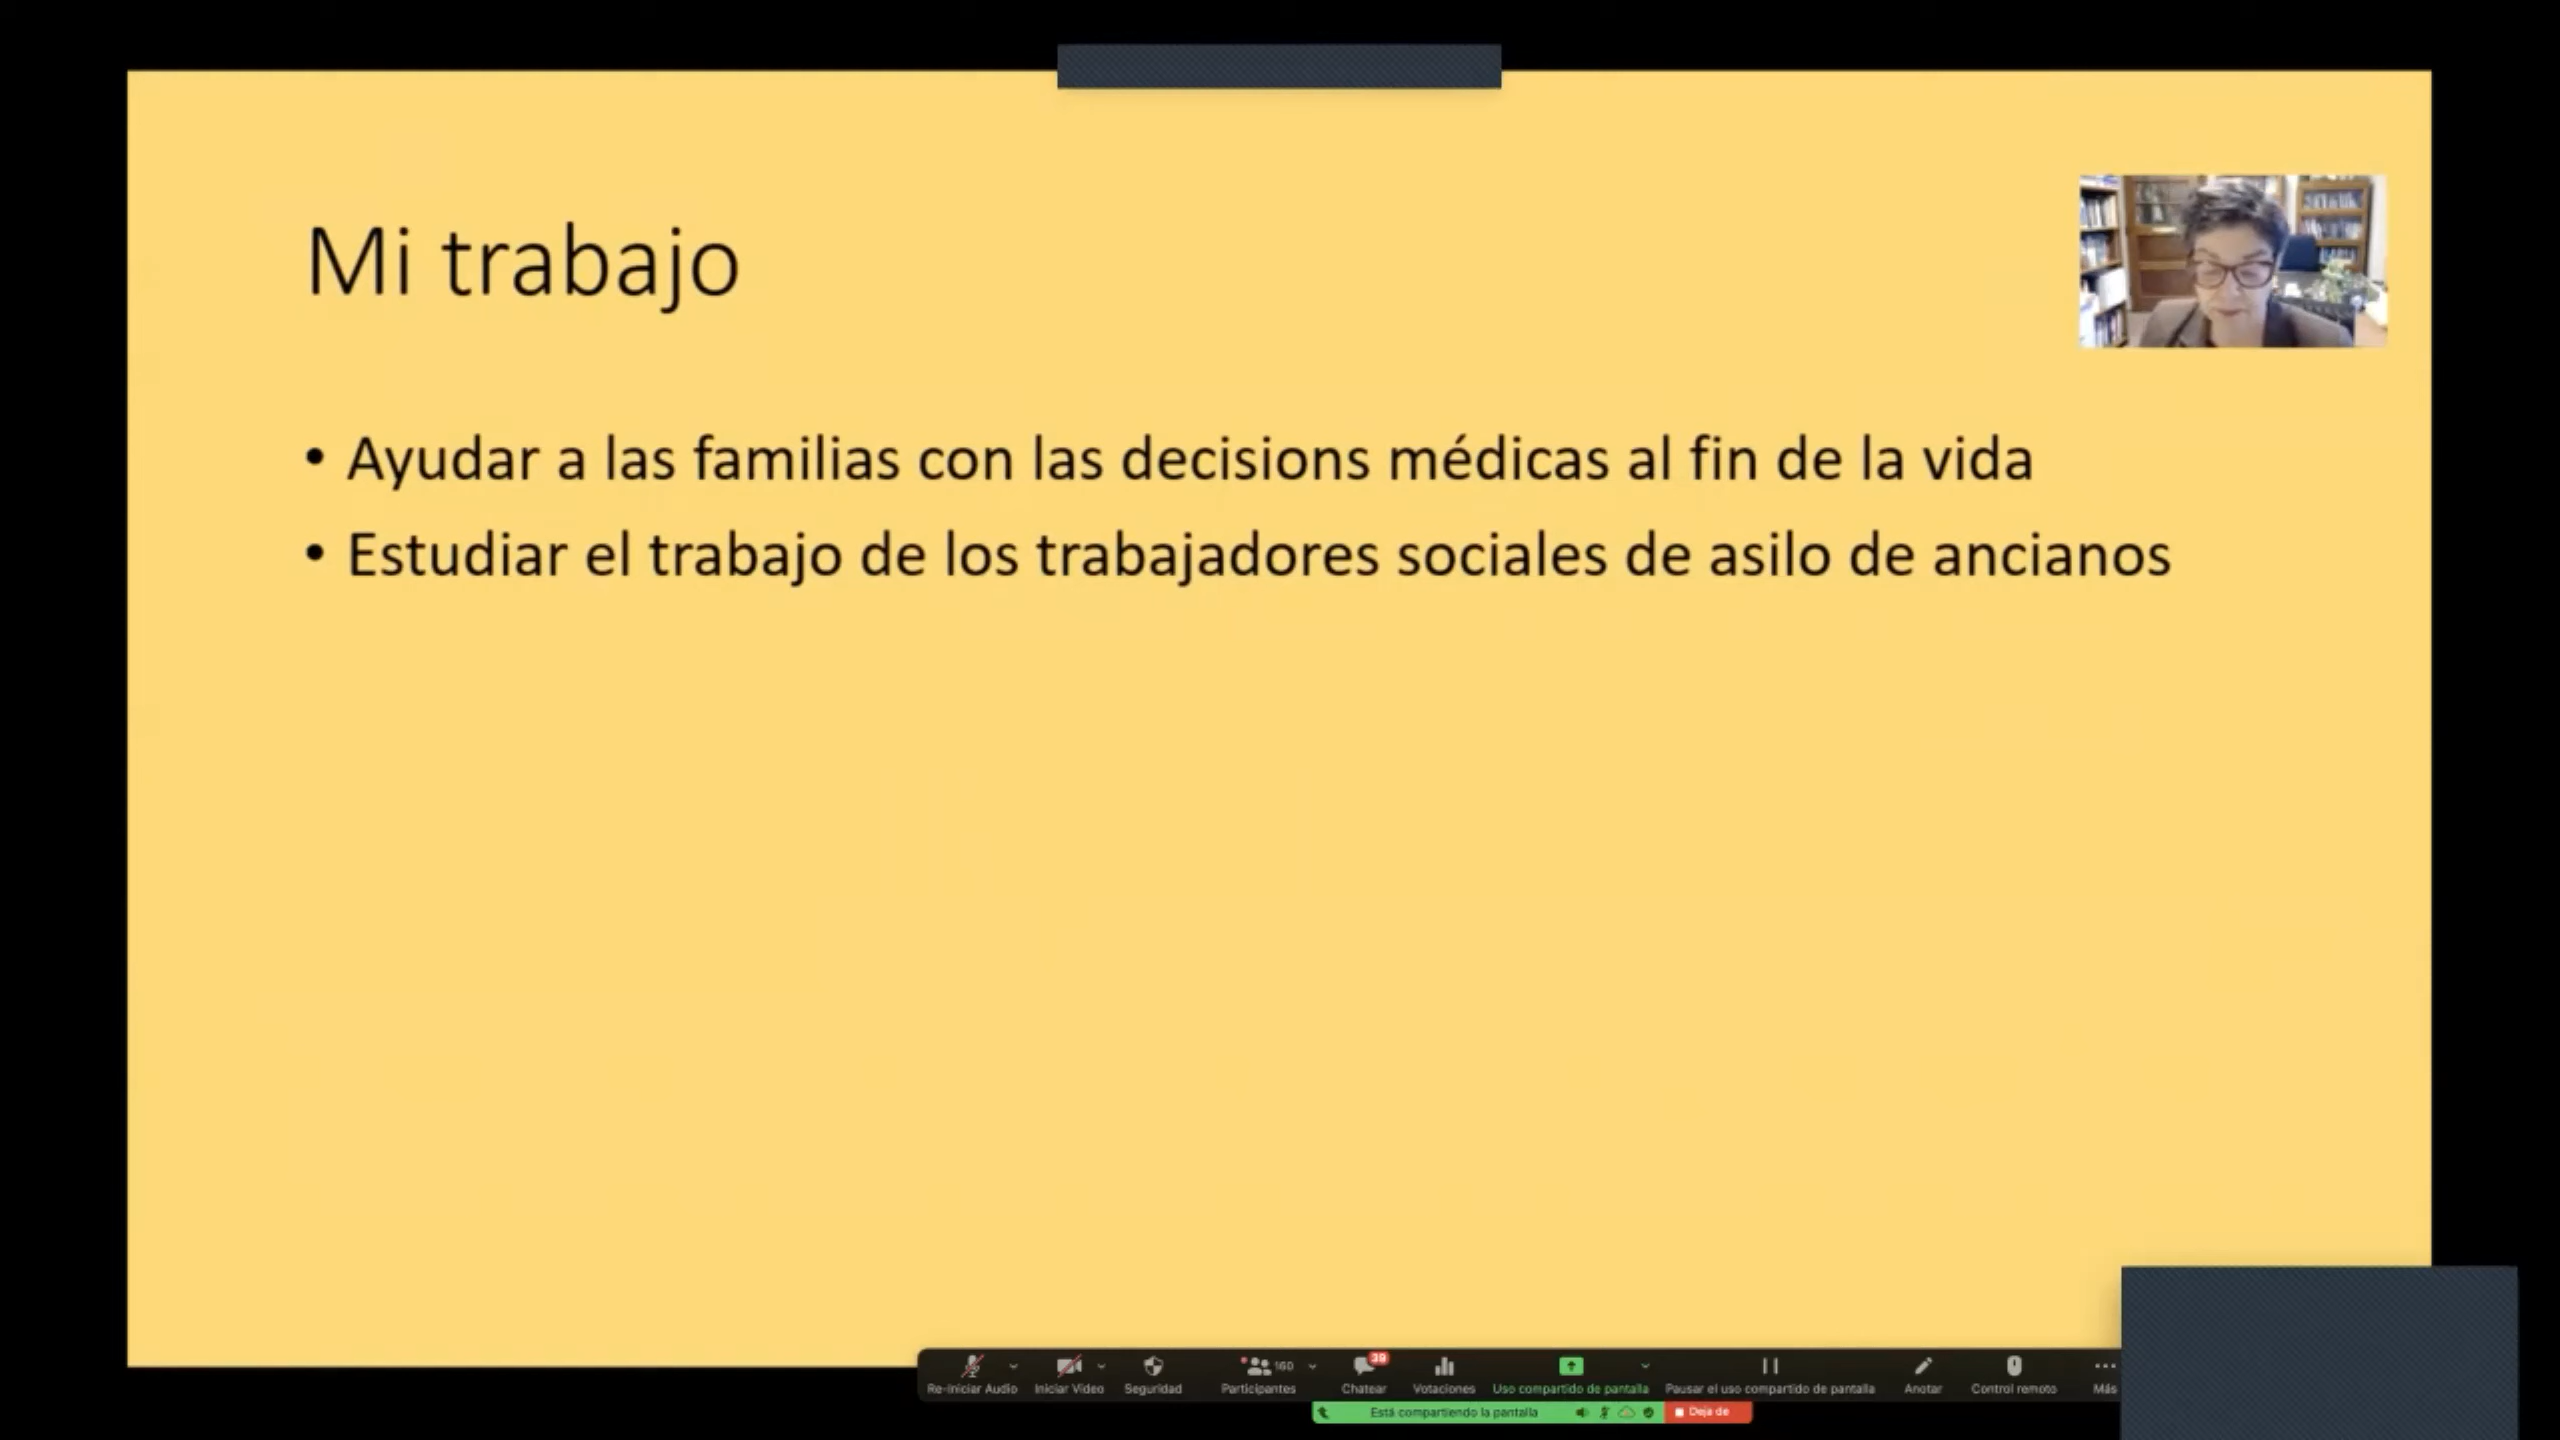 Mi trabajo
• Ayudar a las familias con las decisions médicas al fin de la vida
• Estudiar el trabajo de los trabajadores sociales de asilo de ancianos
160
39
Re-Iniciar Audio
Iniciar Video
Seguridad
Participantes
Chatear
Votaciones
Uso compartido de pantalla
Pausar el uso compartido de pantalla
Anotar
Control remoto
Más
Está compartiendo la pantalla
Deja de